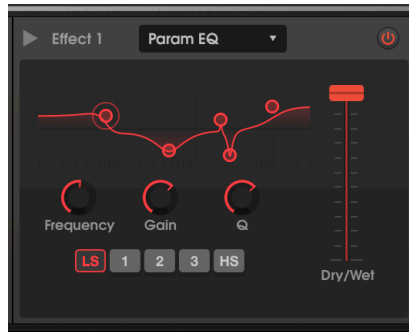 Effect 1 Param EQ
Frequency Gain Q
LS 1 2 3 HS
Dry/Wet